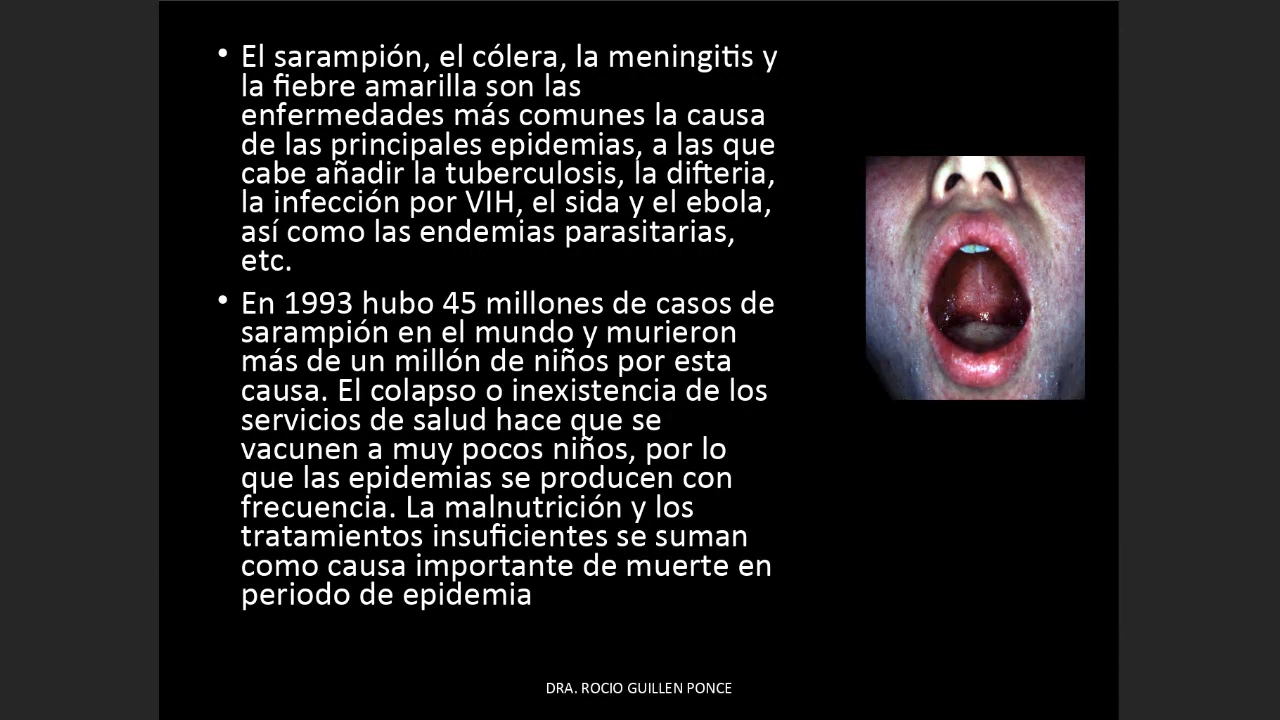 • El sarampión, el cólera, la meningitis y
la fiebre amarilla son las
enfermedades más comunes la causa
de las principales epidemias, a las que
cabe añadir la tuberculosis, la difteria,
la infección por VIH, el sida y el ebola,
así como las endemias parasitarias,
etc.
• En 1993 hubo 45 millones de casos de
sarampión en el mundo y murieron
más de un millón de niños por esta
causa. El colapso o inexistencia de los
servicios de salud hace que se
vacunen a muy pocos niños, por lo
que las epidemias se producen con
frecuencia. La malnutrición y los
tratamientos insuficientes se suman
como causa importante de muerte en
periodo de epidemia
DRA. ROCIO GUILLEN PONCE